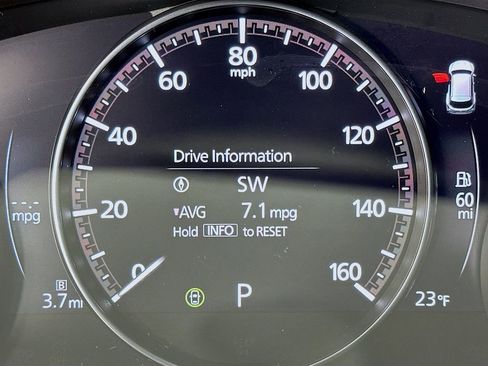 80
mph
60
100
40
120
Drive Information
SW
AVG 7.1 mpg
Hold INFO to RESET
---
mpg
20
140
60
mi
0
160
B
3.7 mi
P
23°F